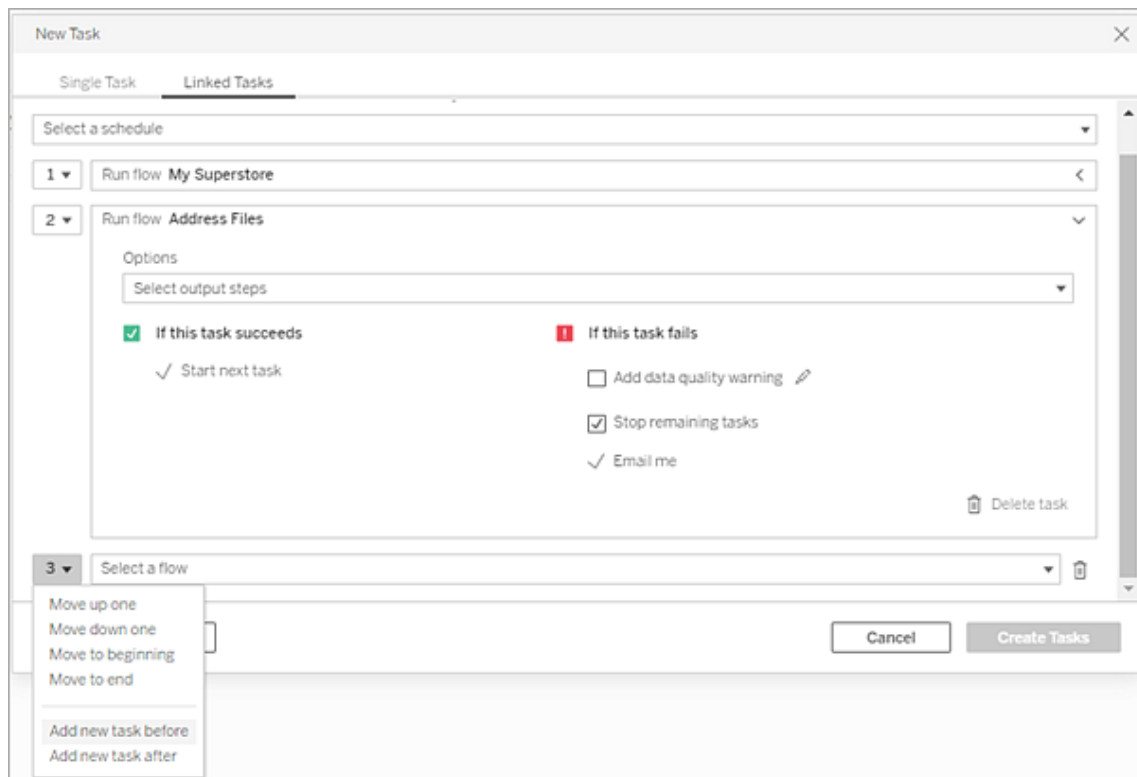 New Task
Single Task Linked Tasks
Select a schedule
1 Run flow My Superstore
2 Run flow Address Files
Options
Select output steps
If this task succeeds If this task fails
Start next task Add data quality warning
Stop remaining tasks
Email me
Delete task
3 Select a flow
Move up one
Move down one
Cancel Create Tasks
Move to beginning
Move to end
Add new task before
Add new task after